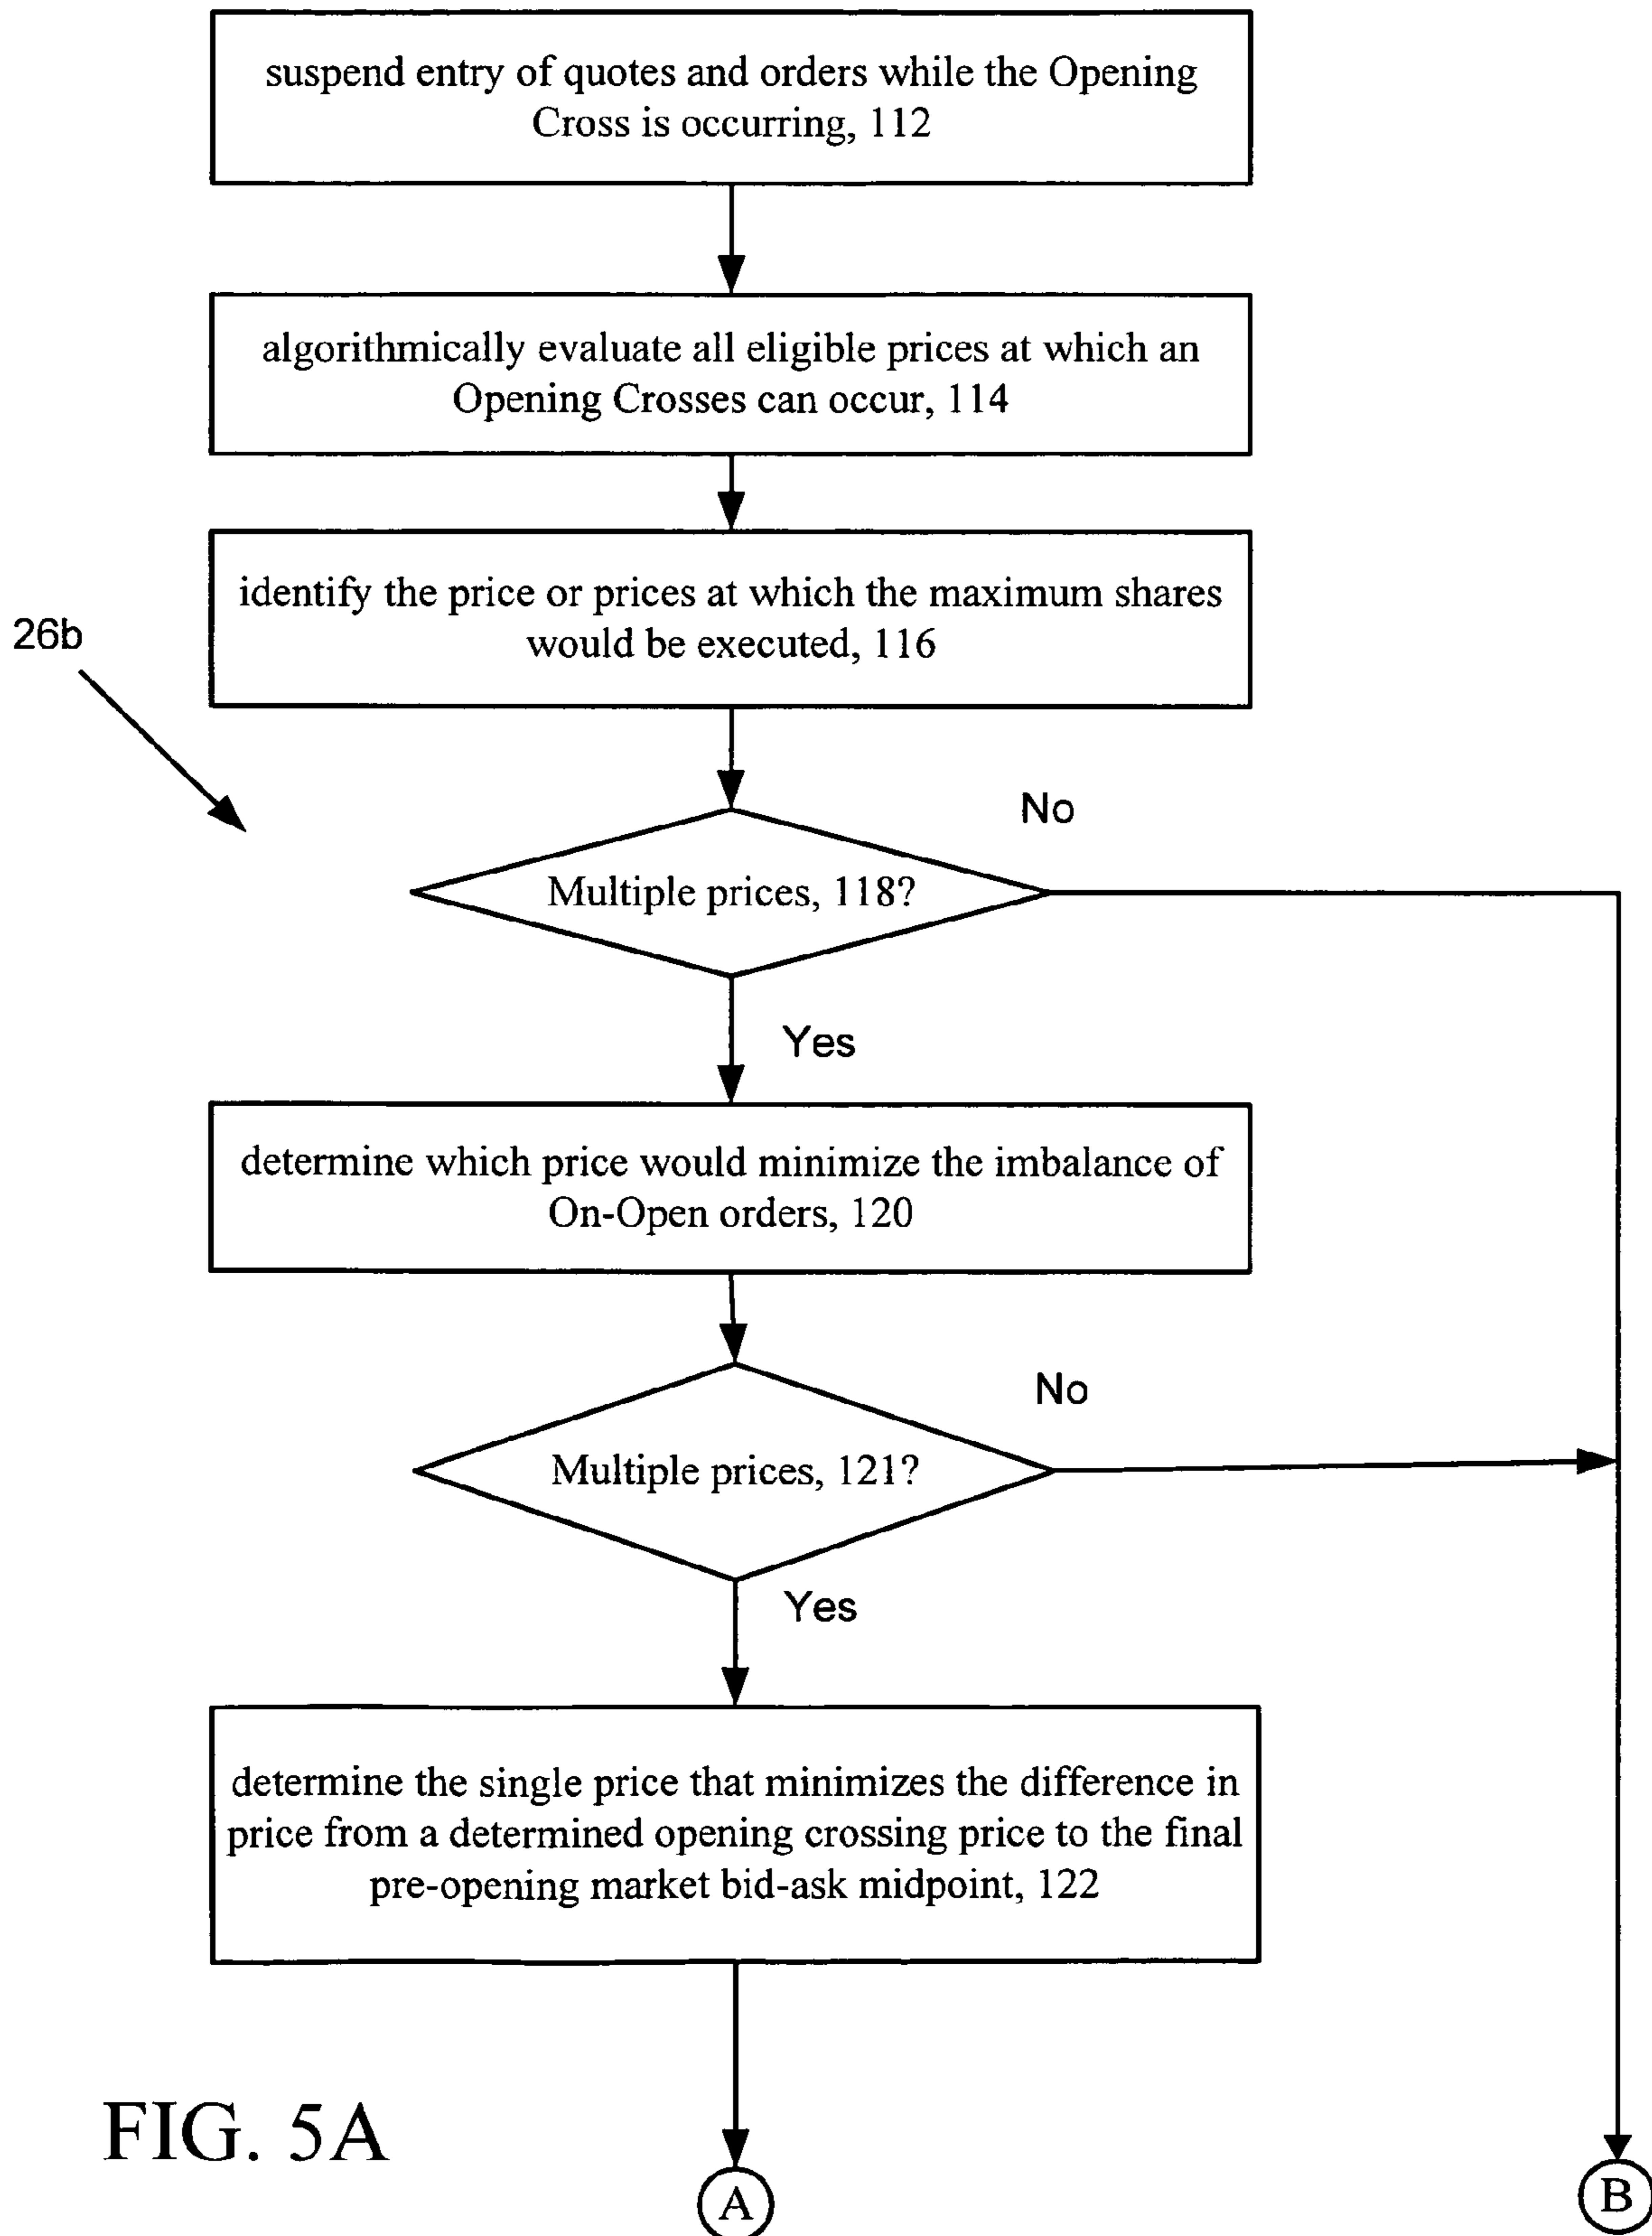 suspend entry of quotes and orders while the Opening
Cross is occurring, 112
algorithmically evaluate all eligible prices at which an
Opening Crosses can occur, 114
identify the price or prices at which the maximum shares
would be executed, 116
26b
No
Multiple prices, 118?
Yes
determine which price would minimize the imbalance of
On-Open orders, 120
No
Multiple prices, 121?
Yes
determine the single price that minimizes the difference in
price from a determined opening crossing price to the final
pre-opening market bid-ask midpoint, 122
FIG. 5A
A
B